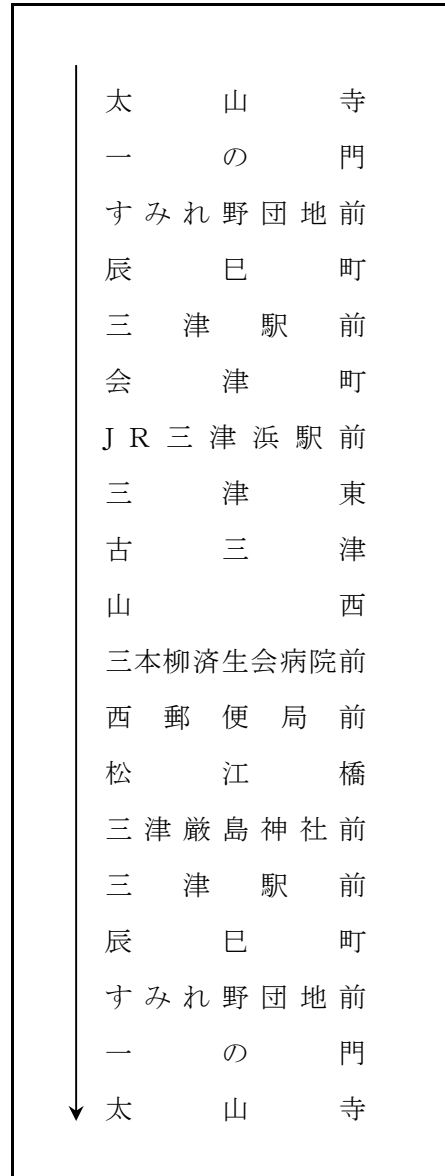 太山寺
一の門
すみれ野団地前
辰巳町
三津駅前
会津町
JR三津浜駅前
三津東
古三津
山西
三本柳済生会病院前
西郵便局前
松江橋
三津厳島神社前
三津駅前
辰巳町
すみれ野団地前
一の門
太山寺